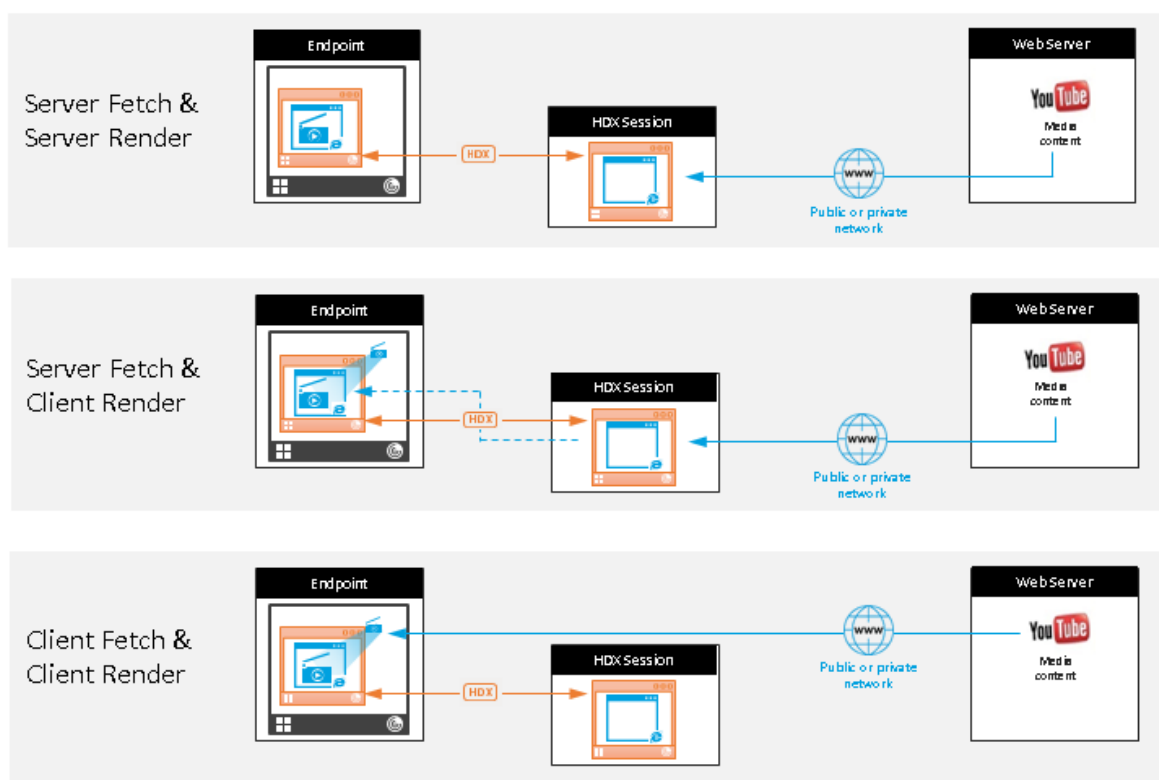 Server Fetch &
Server Render
Endpoint
HDX
HDX Session
www
Public or private
network
WebServer
YouTube
Media
content
Server Fetch &
Client Render
Endpoint
HDX
HDX Session
www
Public or private
network
WebServer
YouTube
Media
content
Client Fetch &
Client Render
Endpoint
HDX
HDX Session
www
Public or private
network
WebServer
YouTube
Media
content